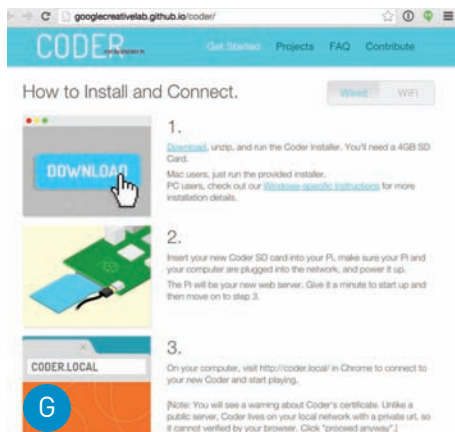 googlecreativelab.github.io/coder/
CODER
Get Started Projects FAQ Contribute
How to Install and Connect.
Wired WiFi
1.
Download, unzip, and run the Coder Installer. You'll need a 4GB SD
Card.
Mac users, just run the provided installer.
PC users, check out our Windows-specific instructions for more
installation details.
DOWNLOAD
2.
Insert your new Coder SD card into your Pi, make sure your Pi and
your computer are plugged into the network, and power it up.
The Pi will be your new web server. Give it a minute to start up and
then move on to step 3.
3.
On your computer, visit http://coder.local/ in Chrome to connect to
your new Coder and start playing.
[Note: You will see a warning about Coder's certificate. Unlike a
public server, Coder lives on your local network with a private url, so
it cannot verified by your browser. Click "proceed anyway".]
CODER.LOCAL
G